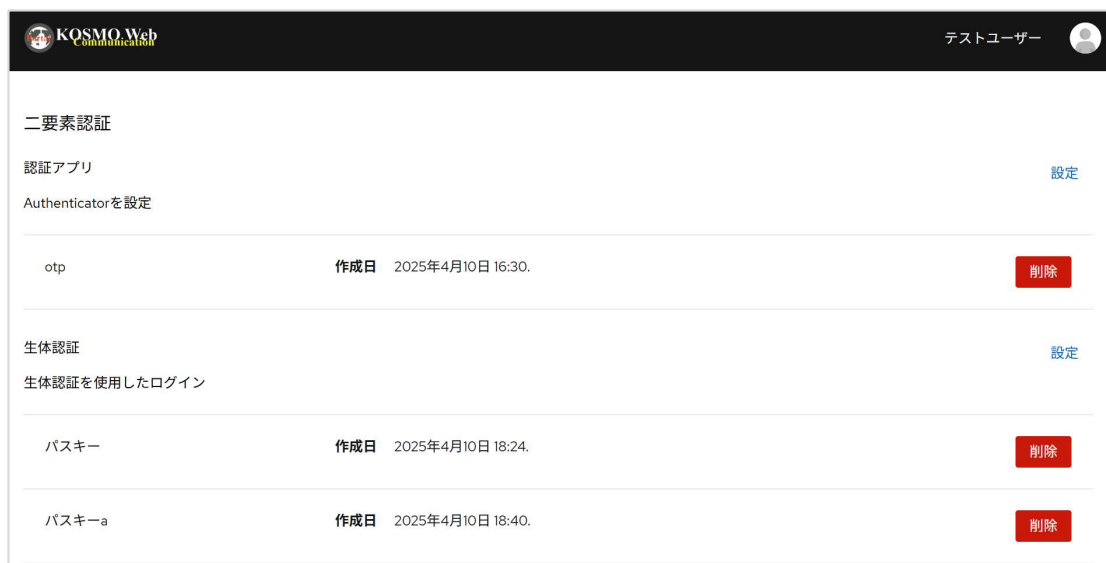 Portal KOSMO Web
Communication
テストユーザー
二要素認証
認証アプリ
設定
Authenticatorを設定
otp 作成日 2025年4月10日 16:30. 削除
生体認証
設定
生体認証を使用したログイン
パスキー 作成日 2025年4月10日 18:24. 削除
パスキーa 作成日 2025年4月10日 18:40. 削除